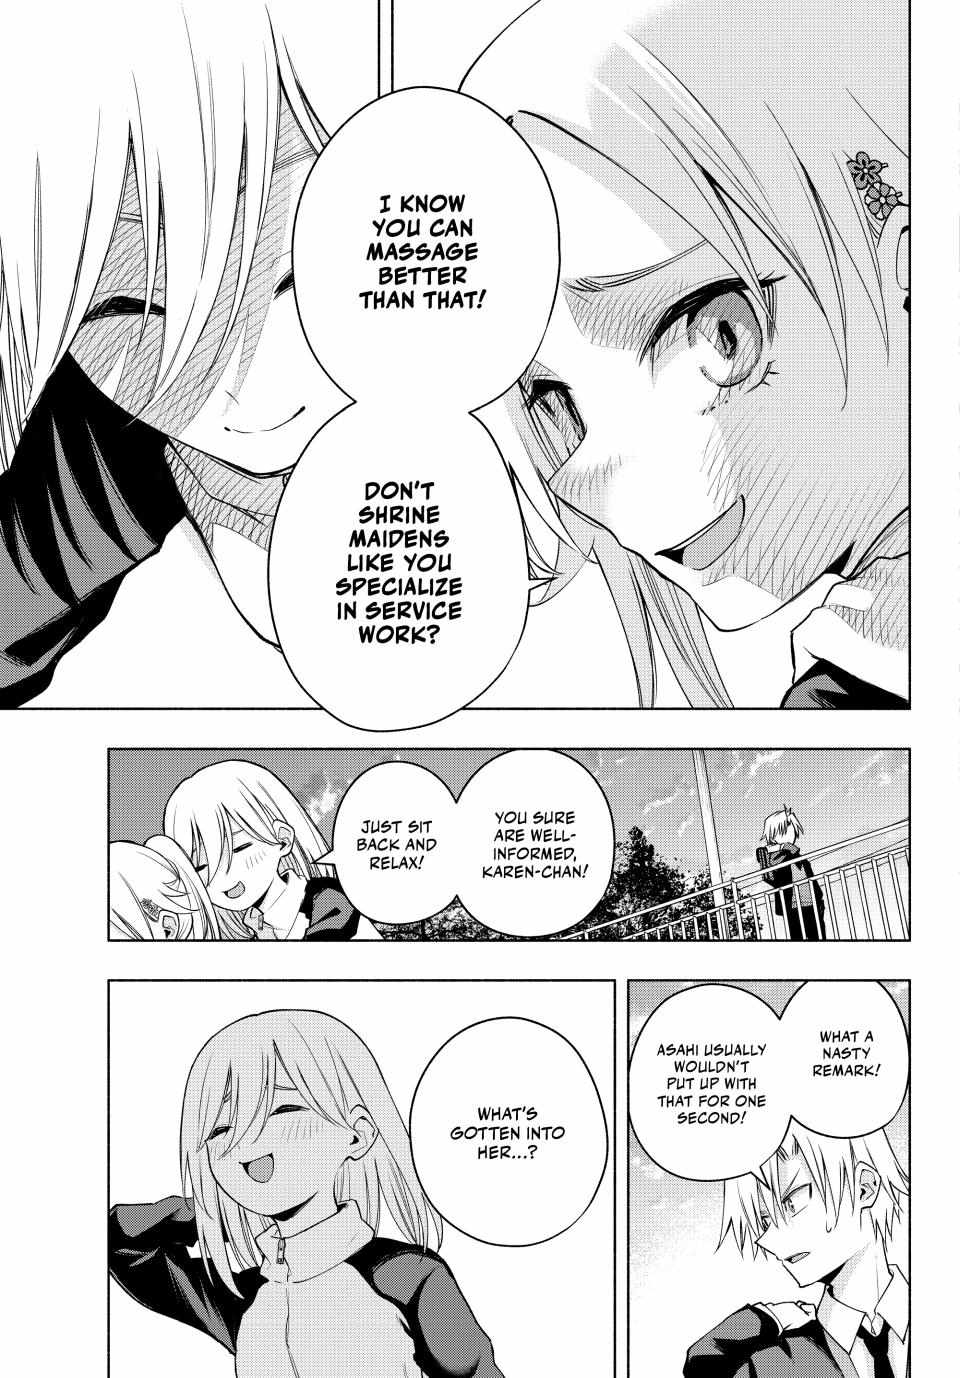 I KNOW
YOU CAN
MASSAGE
BETTER
THAN THAT!
DON'T
SHRINE
MAIDENS
LIKE YOU
SPECIALIZE
IN SERVICE
WORK?
YOU SURE
ARE WELL-
INFORMED,
KAREN-CHAN!
JUST SIT
BACK AND
RELAX!
WHAT A
NASTY
REMARK!
ASAHI USUALLY
WOULDN'T
PUT UP WITH
THAT FOR ONE
SECOND!
WHAT'S
GOTTEN INTO
HER...?